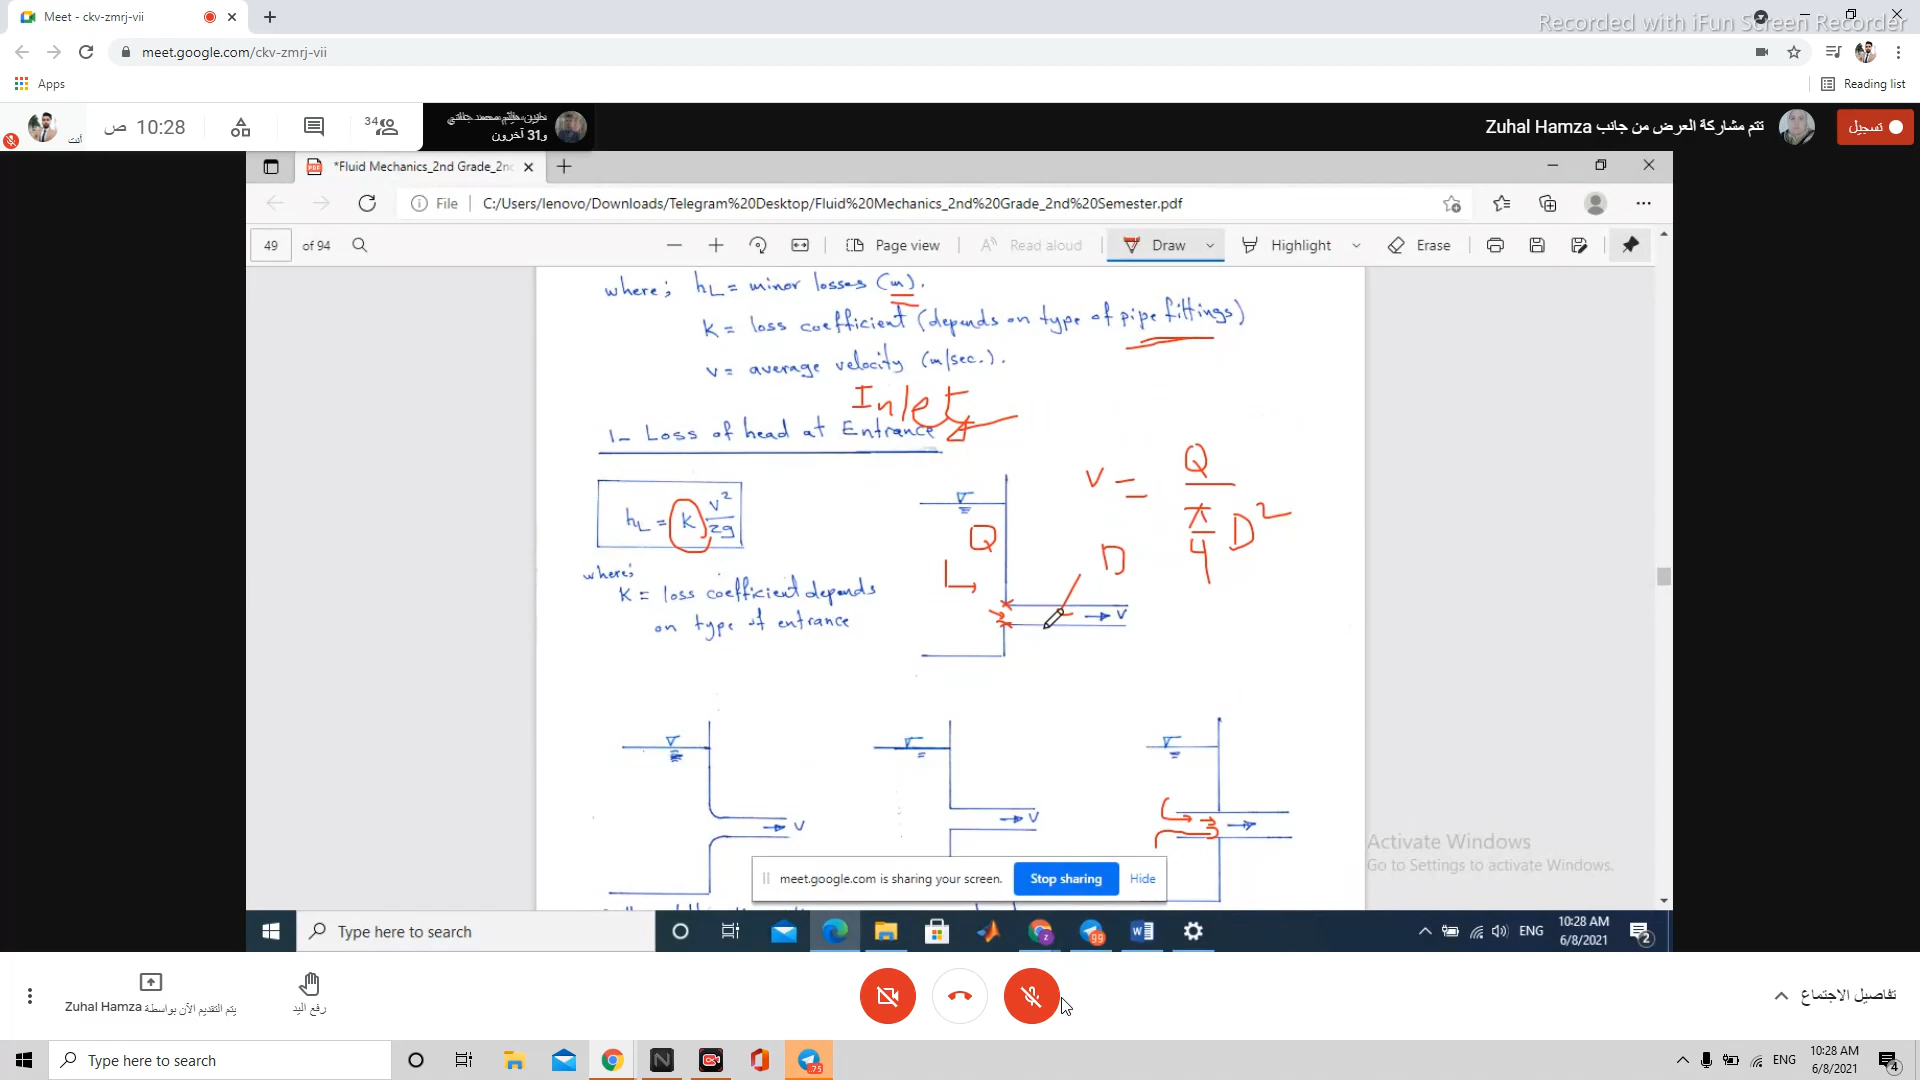 Meet - ckv-zmrj-vii
Recorded with iFun Screen Recorder
meet.google.com/ckv-zmrj-vii
Apps
Reading list
أنت
10:28 ص
34
و31 آخرون
تتم مشاركة العرض من جانب Zuhal Hamza
تسجيل
*Fluid Mechanics_2nd Grade_2nd
File
C:/Users/lenovo/Downloads/Telegram%20Desktop/Fluid%20Mechanics_2nd%20Grade_2nd%20Semester.pdf
49 of 94
Page view
Read aloud
Draw
Highlight
Erase
where; hL = minor losses (m).
K = loss coefficient (depends on type of pipe fittings)
v = average velocity (m/sec.).
Inlet
1- Loss of head at Entrance
hL = K v²/2g
v = Q / π/4 D²
Q
D
V
where;
K = loss coefficient depends
on type of entrance
V
V
Activate Windows
Go to Settings to activate Windows.
meet.google.com is sharing your screen.
Stop sharing
Hide
Type here to search
ENG
10:28 AM
6/8/2021
2
Zuhal Hamza يتم التقديم الآن بواسطة
رفع اليد
تفاصيل الاجتماع
Type here to search
75
ENG
10:28 AM
6/8/2021
4